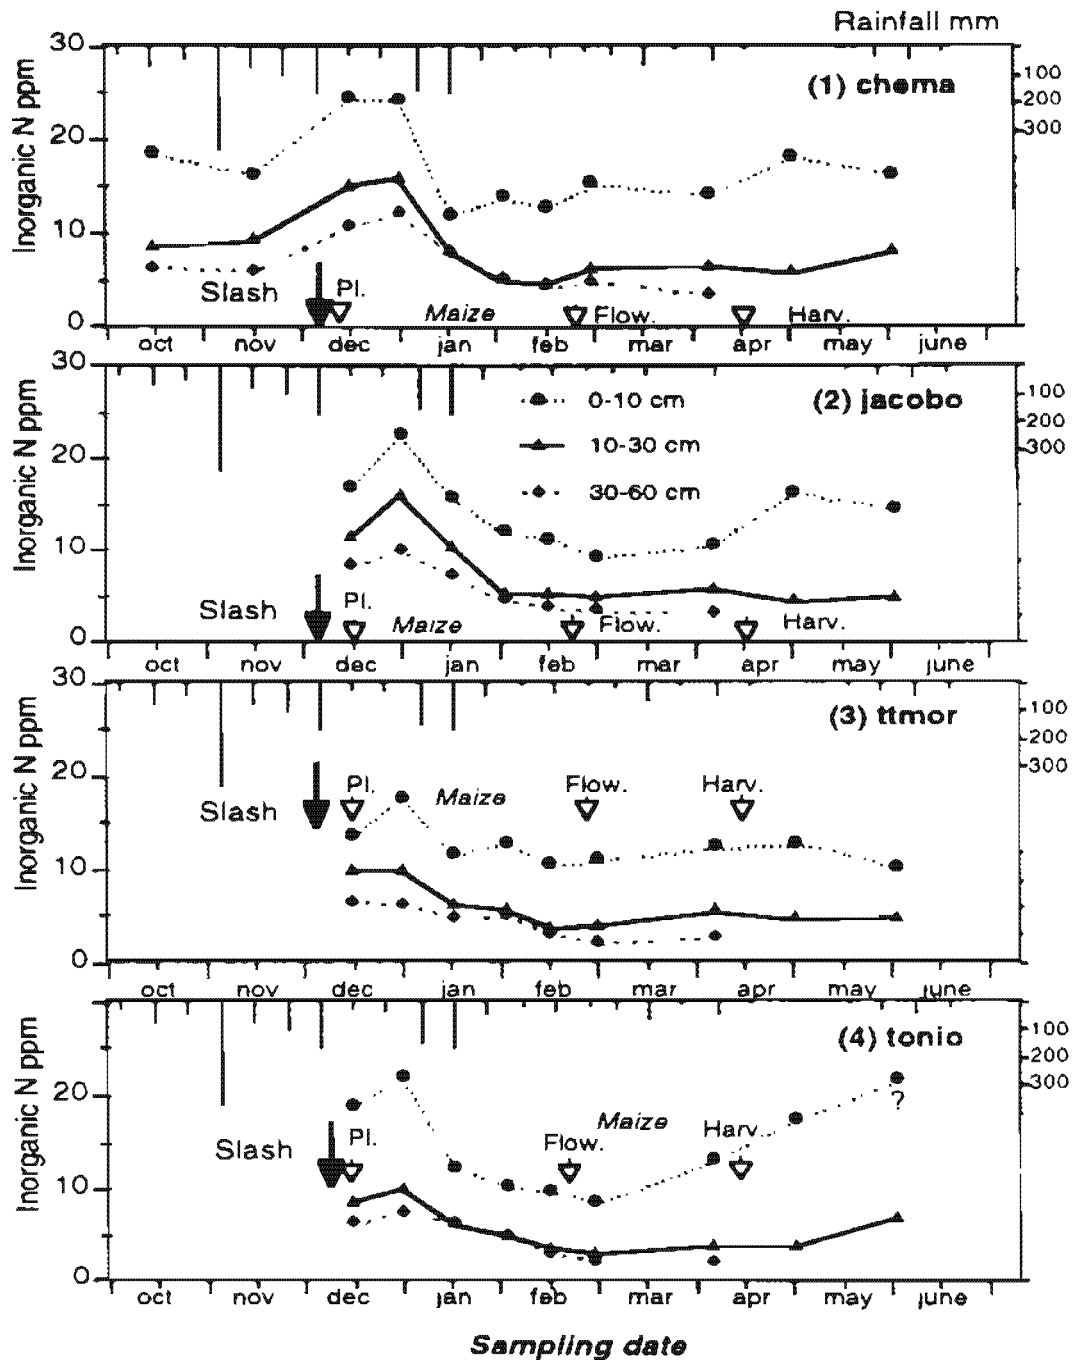 Rainfall mm
30
(1) chema
100
200
300
20
10
0
Inorganic N ppm
Slash
Pl.
Maize
Flow.
Harv.
oct nov dec jan feb mar apr may june
30
(2) jacobo
100
200
300
0-10 cm
10-30 cm
30-60 cm
20
10
0
Inorganic N ppm
Slash
Pl.
Maize
Flow.
Harv.
oct nov dec jan feb mar apr may june
30
(3) ttmor
100
200
300
20
10
0
Inorganic N ppm
Slash
Pl.
Maize
Flow.
Harv.
oct nov dec jan feb mar apr may june
(4) tonio
100
200
300
20
10
0
Inorganic N ppm
Slash
Pl.
Flow.
Maize
Harv.
?
oct nov dec jan feb mar apr may june
Sampling date